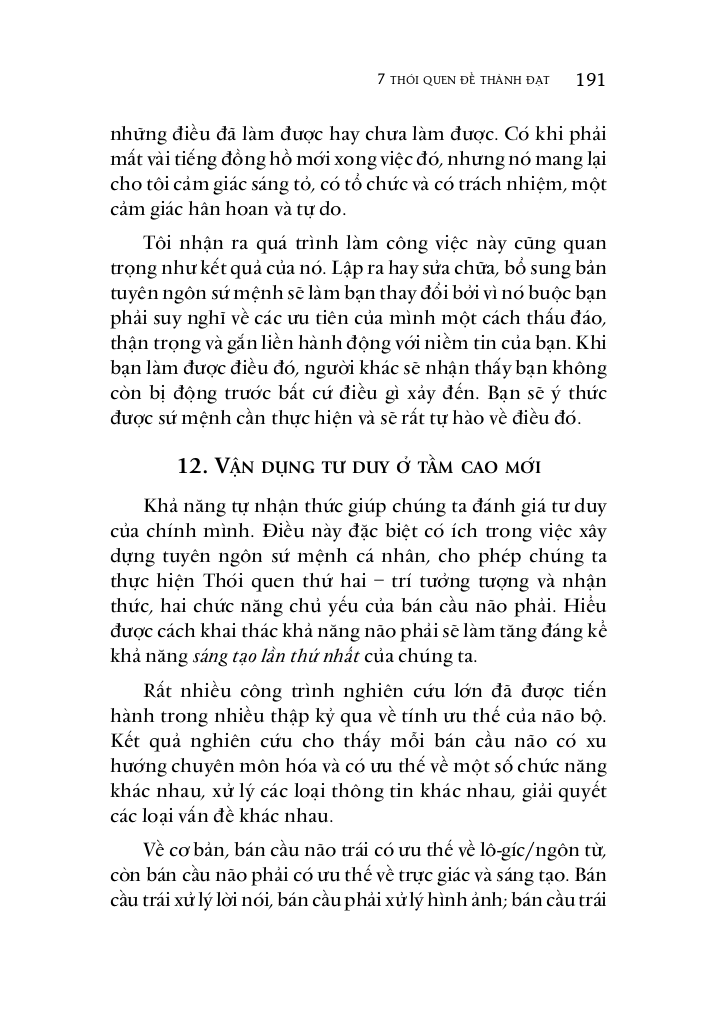 7 THÓI QUEN ĐỂ THÀNH ĐẠT 191
những điều đã làm được hay chưa làm được. Có khi phải
mất vài tiếng đồng hồ mới xong việc đó, nhưng nó mang lại
cho tôi cảm giác sáng tỏ, có tổ chức và có trách nhiệm, một
cảm giác hân hoan và tự do.
Tôi nhận ra quá trình làm công việc này cũng quan
trọng như kết quả của nó. Lập ra hay sửa chữa, bổ sung bản
tuyên ngôn sứ mệnh sẽ làm bạn thay đổi bởi vì nó buộc bạn
phải suy nghĩ về các ưu tiên của mình một cách thấu đáo,
thận trọng và gắn liền hành động với niềm tin của bạn. Khi
bạn làm được điều đó, người khác sẽ nhận thấy bạn không
còn bị động trước bất cứ điều gì xảy đến. Bạn sẽ ý thức
được sứ mệnh cần thực hiện và sẽ rất tự hào về điều đó.
12. VẬN DỤNG TƯ DUY Ở TẦM CAO MỚI
Khả năng tự nhận thức giúp chúng ta đánh giá tư duy
của chính mình. Điều này đặc biệt có ích trong việc xây
dựng tuyên ngôn sứ mệnh cá nhân, cho phép chúng ta
thực hiện Thói quen thứ hai – trí tưởng tượng và nhận
thức, hai chức năng chủ yếu của bán cầu não phải. Hiểu
được cách khai thác khả năng não phải sẽ làm tăng đáng kể
khả năng sáng tạo lần thứ nhất của chúng ta.
Rất nhiều công trình nghiên cứu lớn đã được tiến
hành trong nhiều thập kỷ qua về tính ưu thế của não bộ.
Kết quả nghiên cứu cho thấy mỗi bán cầu não có xu
hướng chuyên môn hóa và có ưu thế về một số chức năng
khác nhau, xử lý các loại thông tin khác nhau, giải quyết
các loại vấn đề khác nhau.
Về cơ bản, bán cầu não trái có ưu thế về lô-gíc/ngôn từ,
còn bán cầu não phải có ưu thế về trực giác và sáng tạo. Bán
cầu trái xử lý lời nói, bán cầu phải xử lý hình ảnh; bán cầu trái